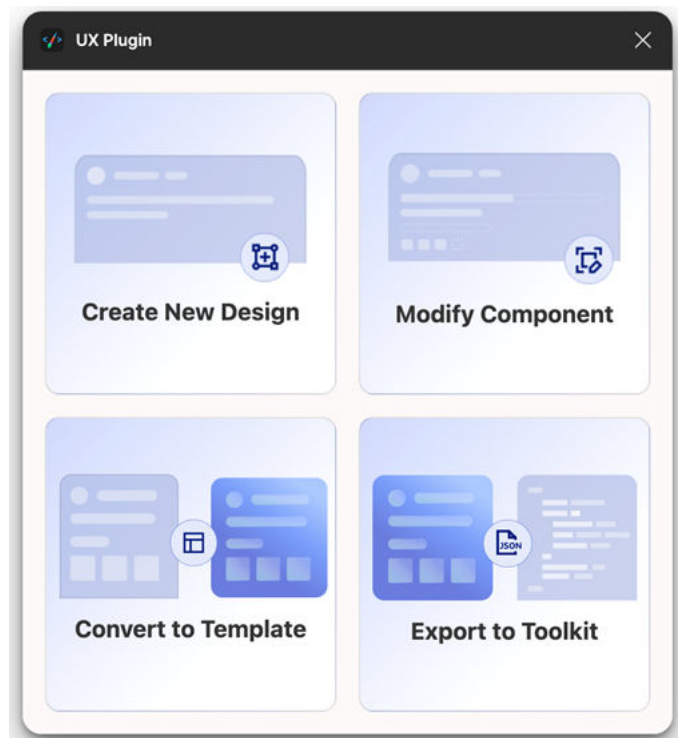 UX Plugin
Create New Design
Modify Component
Convert to Template
JSON
Export to Toolkit